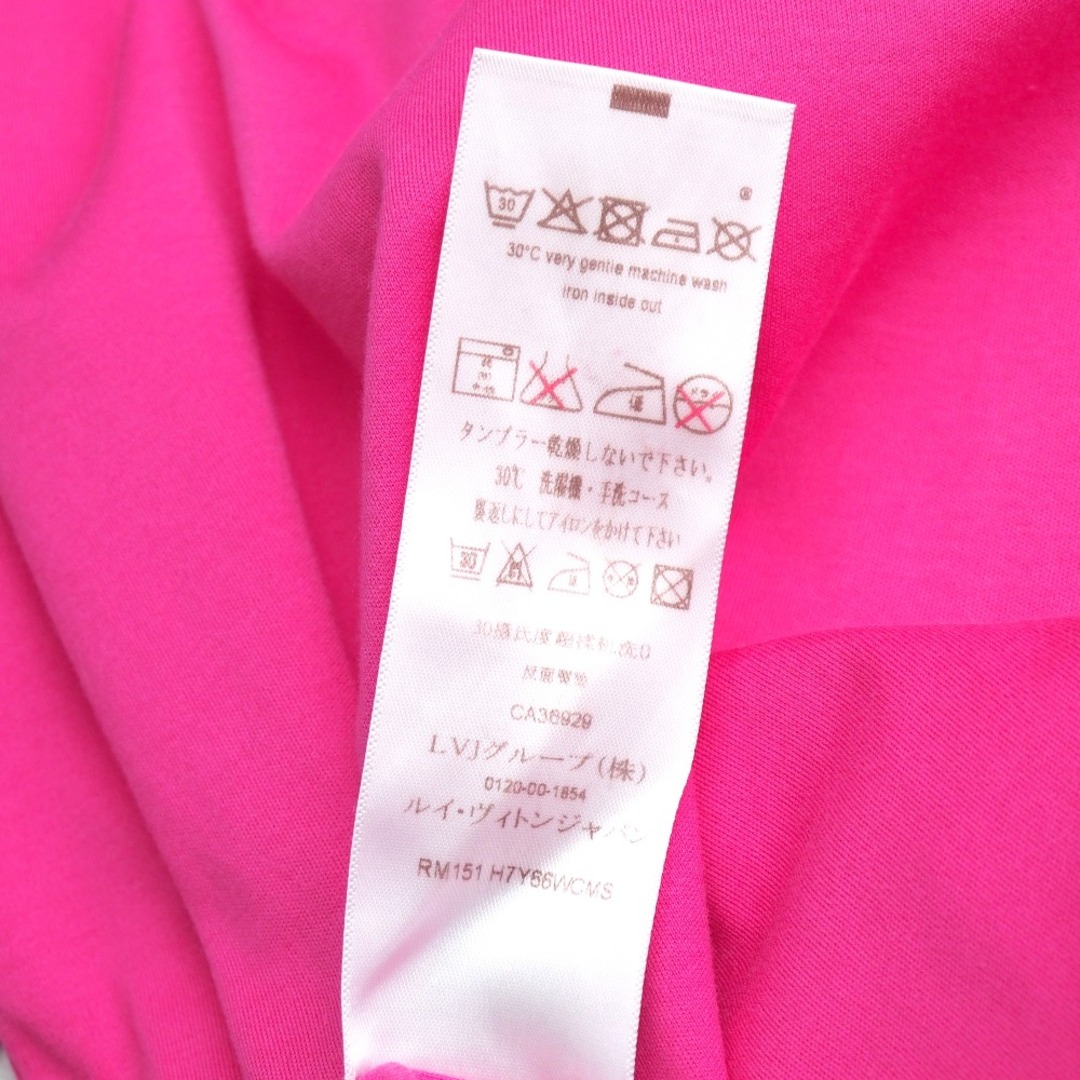 ®
30
30°C very gentle machine wash
iron inside out
タンブラー乾燥しないで下さい。
30℃ 洗濯機・手洗コース
裏返しにしてアイロンをかけて下さい
30
CA36929
LVJグループ(株)
0120-00-1854
ルイ・ヴィトンジャパン
RM151 H7Y66WCMS